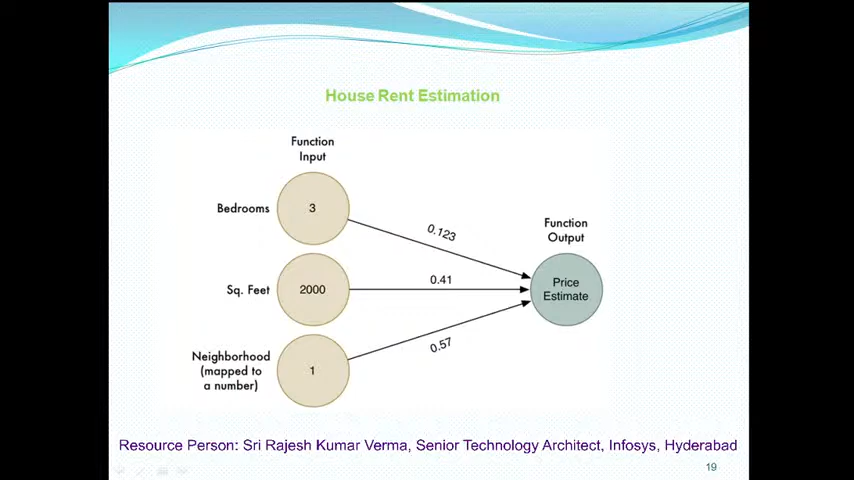 House Rent Estimation
Function
Input
Bedrooms
3
0.123
Function
Output
Sq. Feet
2000
0.41
Price
Estimate
Neighborhood
(mapped to
a number)
1
0.57
Resource Person: Sri Rajesh Kumar Verma, Senior Technology Architect, Infosys, Hyderabad
19